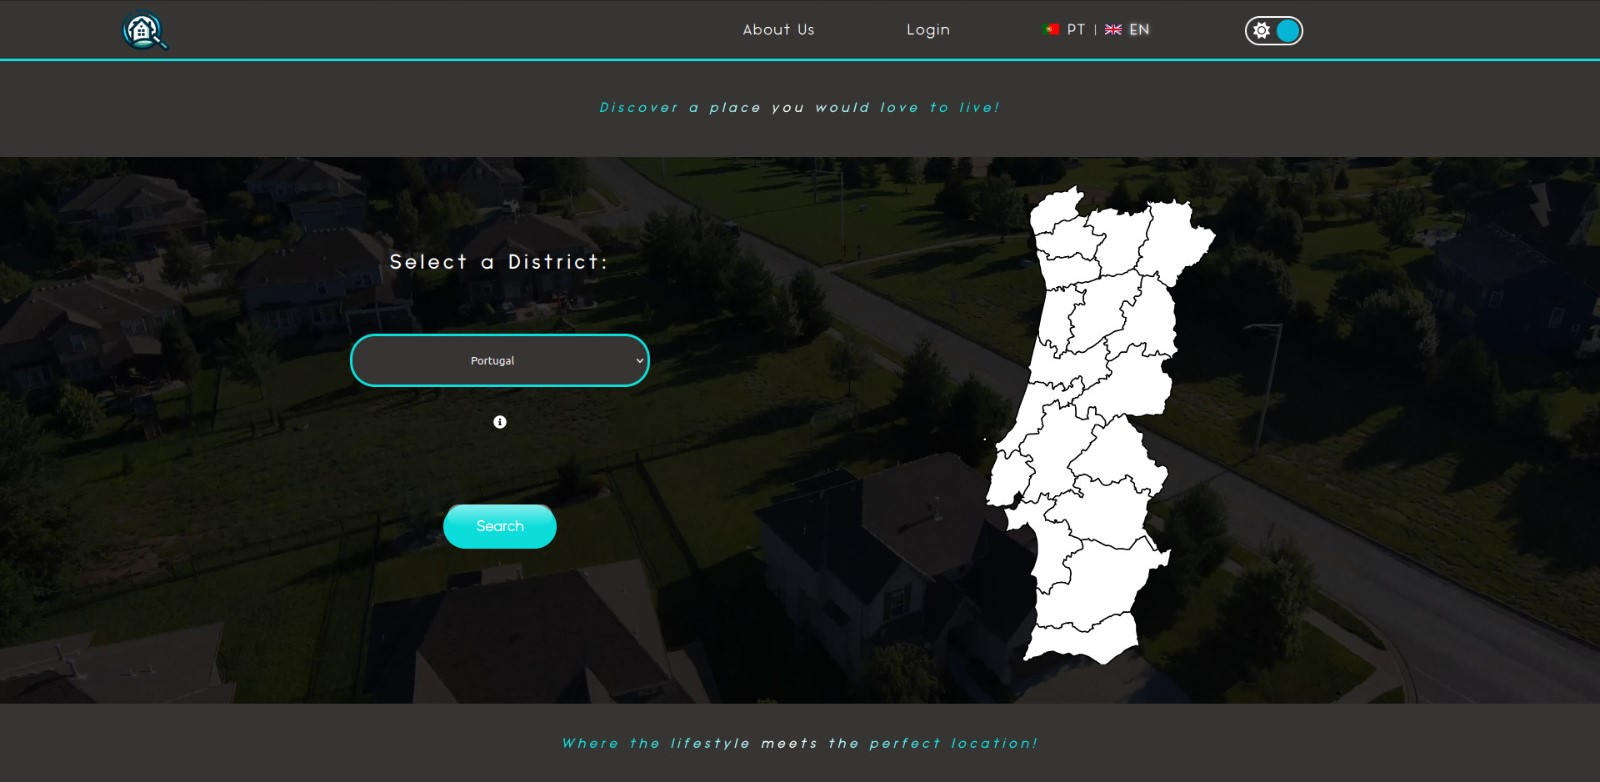 About Us
Login
PT | EN
Discover a place you would love to live!
Select a District:
Portugal
Search
Where the lifestyle meets the perfect location!